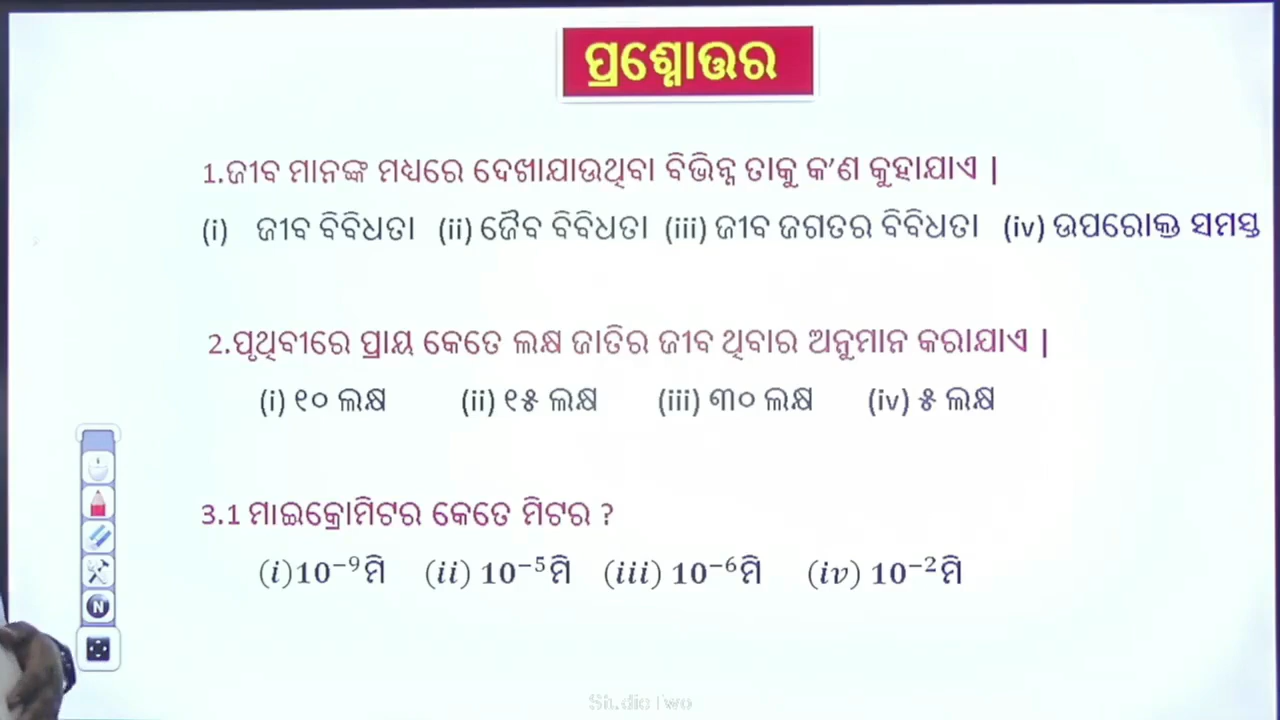 ପ୍ରଶ୍ନୋତ୍ତର
1.ଜୀବ ମାନଙ୍କ ମଧ୍ୟରେ ଦେଖାଯାଉଥିବା ବିଭିନ୍ନ ତାକୁ କ'ଣ କୁହାଯାଏ |
(i) ଜୀବ ବିବିଧତା (ii) ଜୈବ ବିବିଧତା (iii) ଜୀବ ଜଗତର ବିବିଧତା (iv) ଉପରୋକ୍ତ ସମସ୍ତ
2.ପୃଥିବୀରେ ପ୍ରାୟ କେତେ ଲକ୍ଷ ଜାତିର ଜୀବ ଥିବାର ଅନୁମାନ କରାଯାଏ |
(i) ୧୦ ଲକ୍ଷ (ii) ୧୫ ଲକ୍ଷ (iii) ୩୦ ଲକ୍ଷ (iv) ୫ ଲକ୍ଷ
3.1 ମାଇକ୍ରୋମିଟର କେତେ ମିଟର ?
(i)10⁻⁹ମି (ii) 10⁻⁵ମି (iii) 10⁻⁶ମି (iv) 10⁻²ମି
N